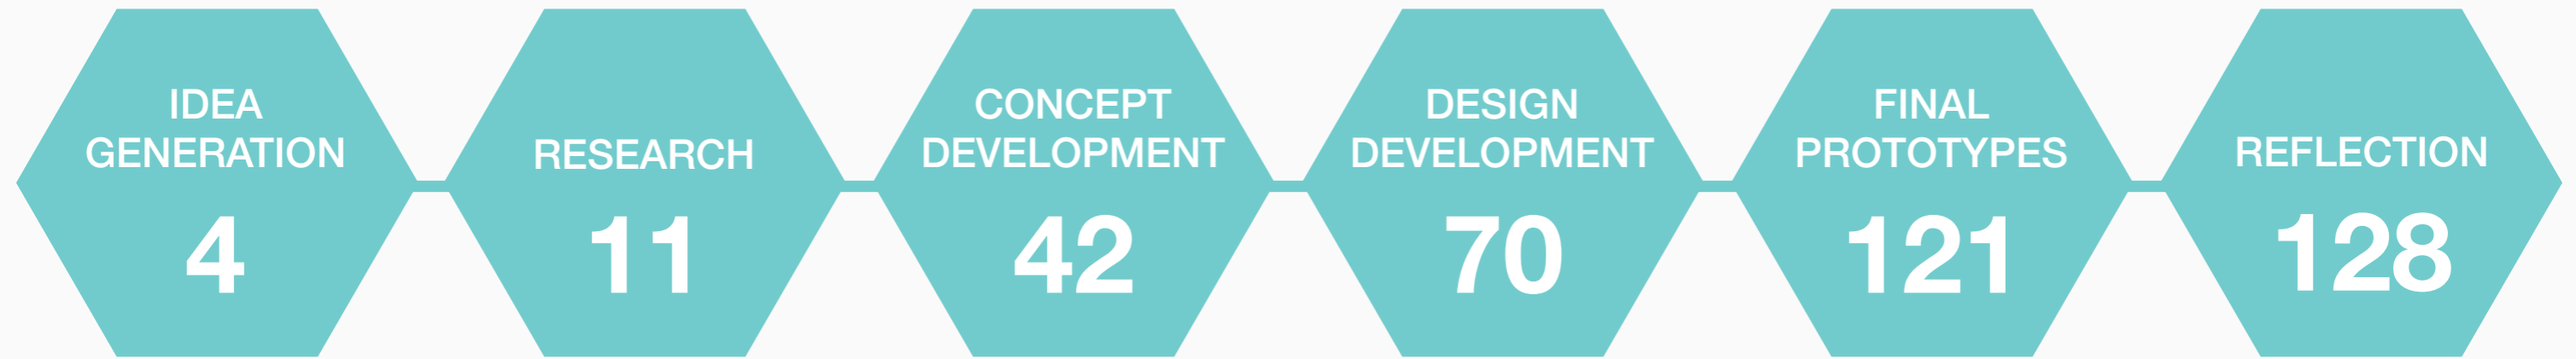 IDEA
GENERATION
4
RESEARCH
11
CONCEPT
DEVELOPMENT
42
DESIGN
DEVELOPMENT
70
FINAL
PROTOTYPES
121
REFLECTION
128